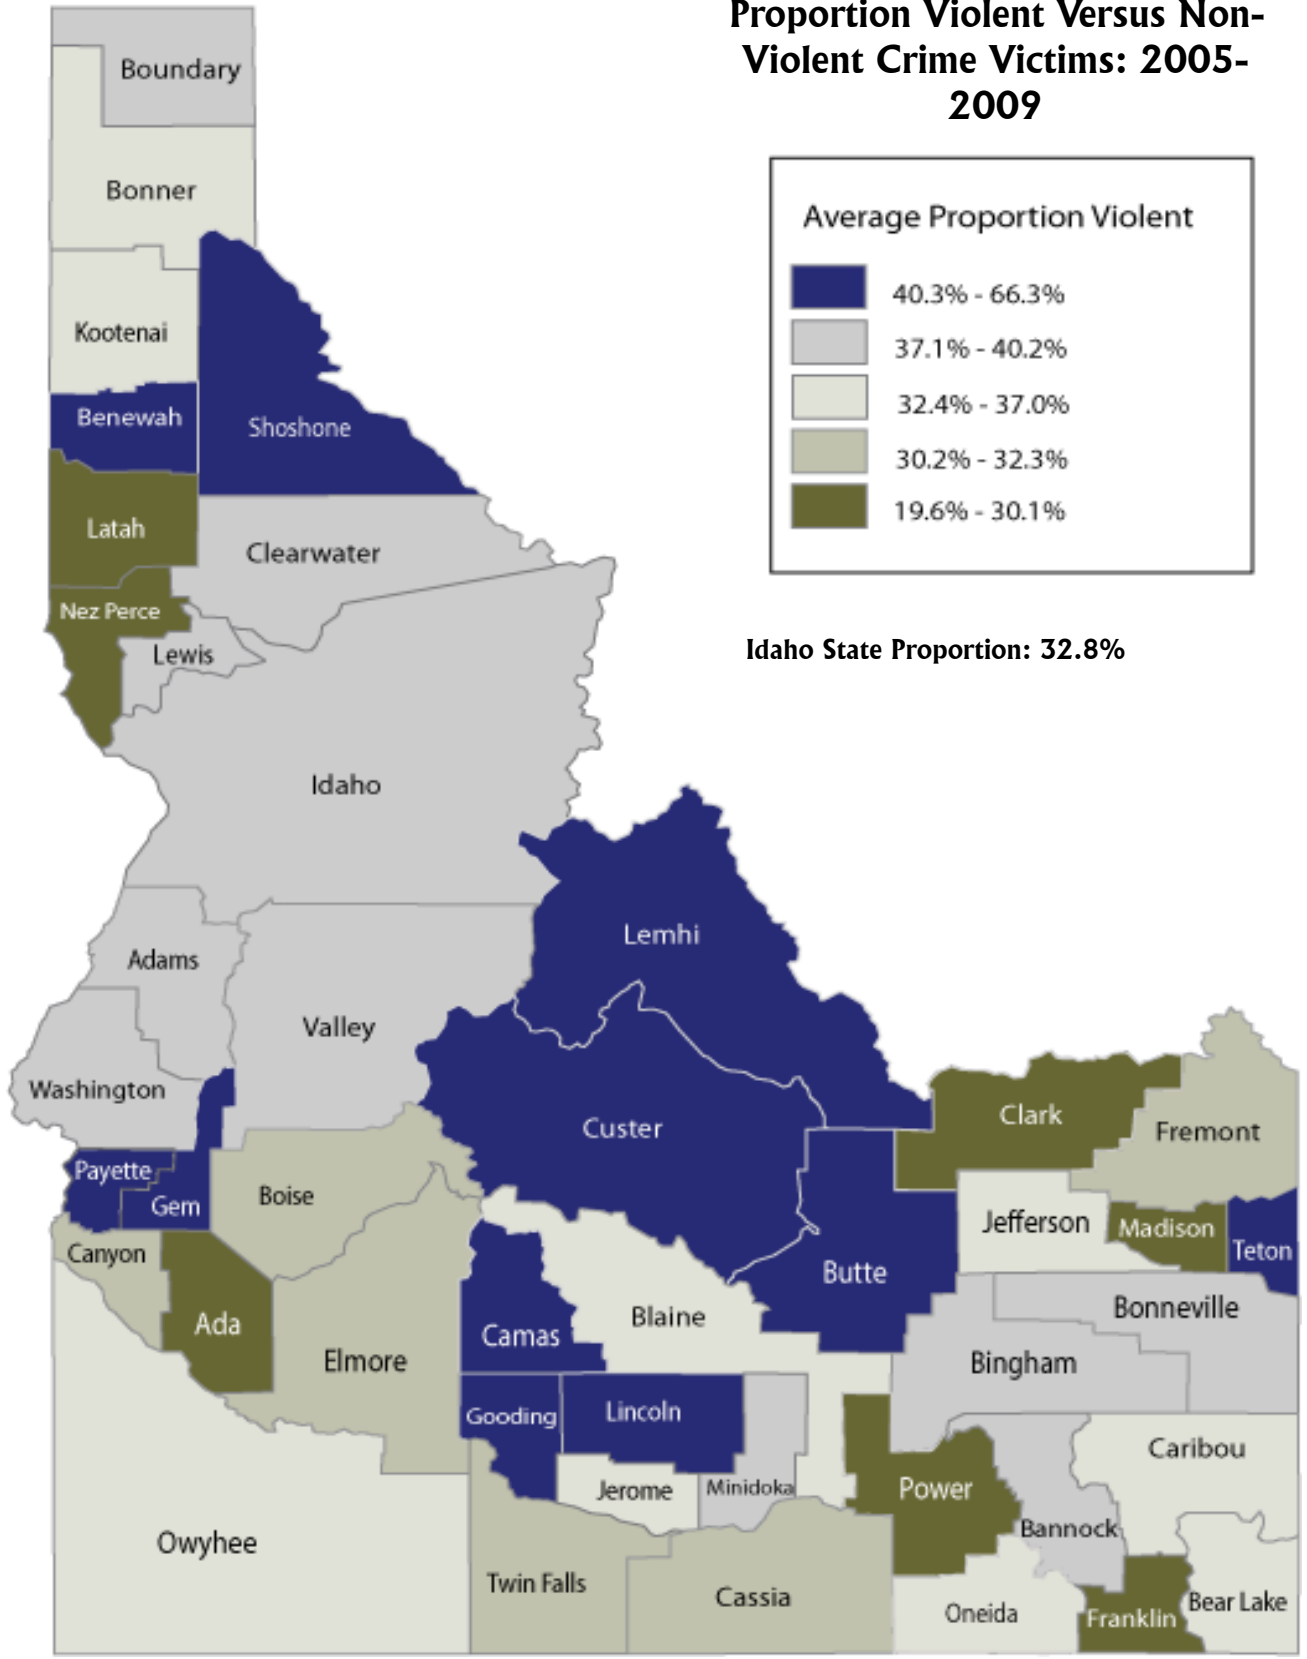 Proportion Violent Versus Non-
Violent Crime Victims: 2005-
2009
Average Proportion Violent
40.3% - 66.3%
37.1% - 40.2%
32.4% - 37.0%
30.2% - 32.3%
19.6% - 30.1%
Idaho State Proportion: 32.8%
Boundary
Bonner
Kootenai
Benewah
Shoshone
Latah
Clearwater
Nez Perce
Lewis
Idaho
Lemhi
Adams
Valley
Washington
Custer
Clark
Fremont
Payette
Gem
Boise
Jefferson
Madison
Teton
Canyon
Butte
Ada
Blaine
Bonneville
Camas
Elmore
Bingham
Gooding
Lincoln
Caribou
Jerome
Minidoka
Power
Bannock
Owyhee
Twin Falls
Cassia
Oneida
Franklin
Bear Lake